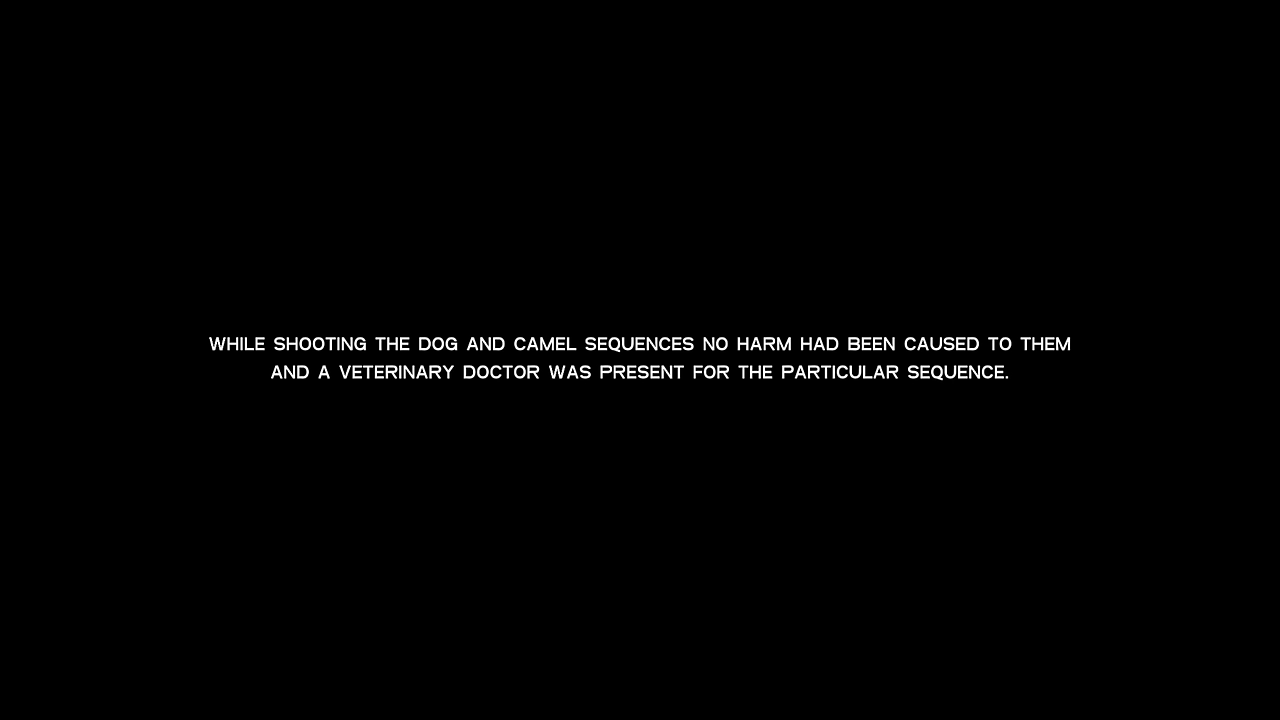 WHILE SHOOTING THE DOG AND CAMEL SEQUENCES NO HARM HAD BEEN CAUSED TO THEM
AND A VETERINARY DOCTOR WAS PRESENT FOR THE PARTICULAR SEQUENCE.